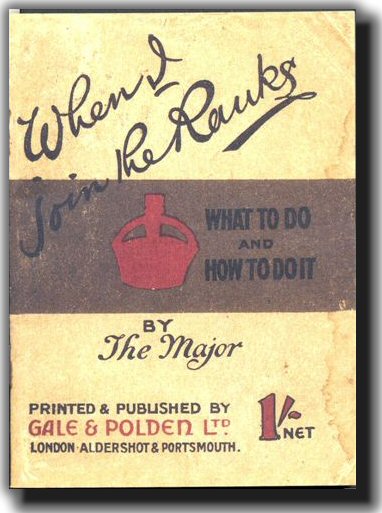 When I
join the Ranks
WHAT TO DO
AND
HOW TO DO IT
BY
The Major
PRINTED & PUBLISHED BY
GALE & POLDEN LTD
LONDON · ALDERSHOT & PORTSMOUTH.
1/-
NET